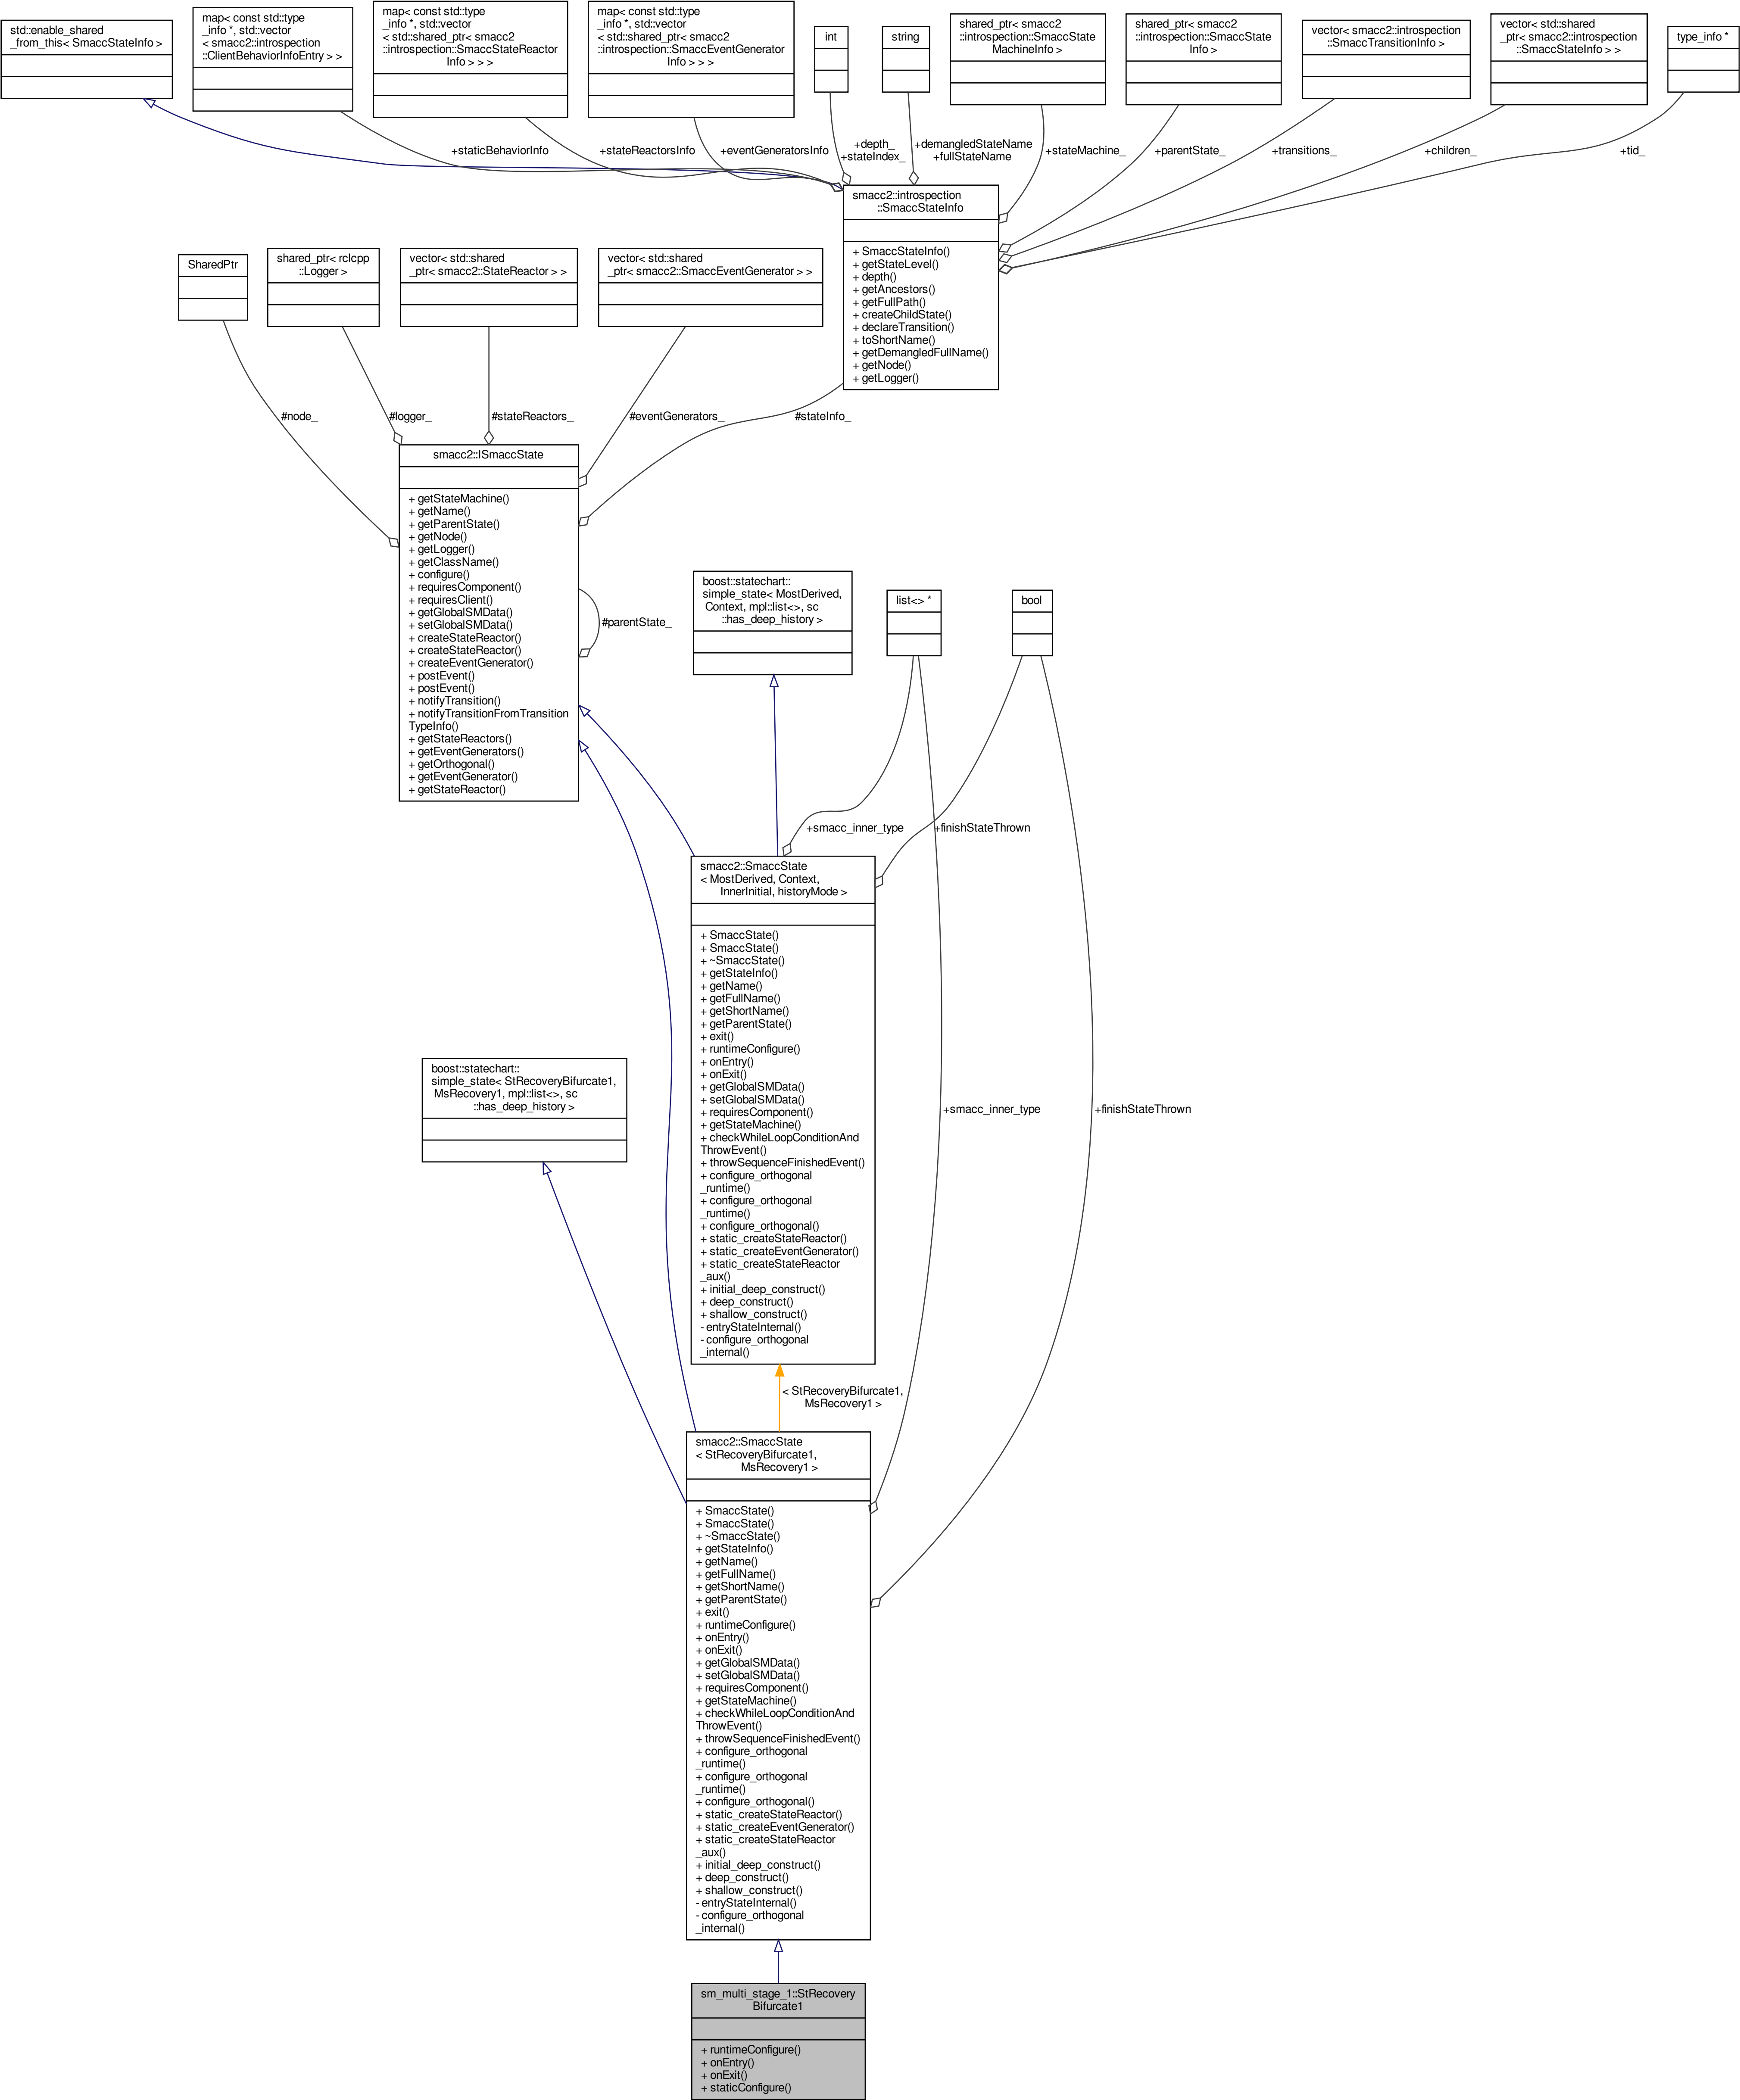 std::enable_shared
_from_this< SmaccStateInfo >
map< const std::type
_info *, std::vector
< smacc2::introspection
::ClientBehaviorInfoEntry > >
map< const std::type
_info *, std::vector
< std::shared_ptr< smacc2
::introspection::SmaccStateReactor
Info > > >
map< const std::type
_info *, std::vector
< std::shared_ptr< smacc2
::introspection::SmaccEventGenerator
Info > > >
int
string
shared_ptr< smacc2
::introspection::SmaccState
MachineInfo >
shared_ptr< smacc2
::introspection::SmaccState
Info >
vector< smacc2::introspection
::SmaccTransitionInfo >
vector< std::shared
_ptr< smacc2::introspection
::SmaccStateInfo > >
type_info *
+staticBehaviorInfo
+stateReactorsInfo
+eventGeneratorsInfo
+depth_
+stateIndex_
+demangledStateName
+fullStateName
+stateMachine_
+parentState_
+transitions_
+children_
+tid_
smacc2::introspection
::SmaccStateInfo
+ SmaccStateInfo()
+ getStateLevel()
+ depth()
+ getAncestors()
+ getFullPath()
+ createChildState()
+ declareTransition()
+ toShortName()
+ getDemangledFullName()
+ getNode()
+ getLogger()
SharedPtr
shared_ptr< rclcpp
::Logger >
vector< std::shared
_ptr< smacc2::StateReactor > >
vector< std::shared
_ptr< smacc2::SmaccEventGenerator > >
#node_
#logger_
#stateReactors_
#eventGenerators_
#stateInfo_
smacc2::ISmaccState
+ getStateMachine()
+ getName()
+ getParentState()
+ getNode()
+ getLogger()
+ getClassName()
+ configure()
+ requiresComponent()
+ requiresClient()
+ getGlobalSMData()
+ setGlobalSMData()
+ createStateReactor()
+ createStateReactor()
+ createEventGenerator()
+ postEvent()
+ postEvent()
+ notifyTransition()
+ notifyTransitionFromTransition
TypeInfo()
+ getStateReactors()
+ getEventGenerators()
+ getOrthogonal()
+ getEventGenerator()
+ getStateReactor()
#parentState_
boost::statechart::
simple_state< MostDerived,
Context, mpl::list<>, sc
::has_deep_history >
list<> *
bool
+smacc_inner_type
+finishStateThrown
smacc2::SmaccState
< MostDerived, Context,
InnerInitial, historyMode >
+ SmaccState()
+ SmaccState()
+ ~SmaccState()
+ getStateInfo()
+ getName()
+ getFullName()
+ getShortName()
+ getParentState()
+ exit()
+ runtimeConfigure()
+ onEntry()
+ onExit()
+ getGlobalSMData()
+ setGlobalSMData()
+ requiresComponent()
+ getStateMachine()
+ checkWhileLoopConditionAnd
ThrowEvent()
+ throwSequenceFinishedEvent()
+ configure_orthogonal
_runtime()
+ configure_orthogonal
_runtime()
+ configure_orthogonal()
+ static_createStateReactor()
+ static_createEventGenerator()
+ static_createStateReactor
_aux()
+ initial_deep_construct()
+ deep_construct()
+ shallow_construct()
- entryStateInternal()
- configure_orthogonal
_internal()
boost::statechart::
simple_state< StRecoveryBifurcate1,
MsRecovery1, mpl::list<>, sc
::has_deep_history >
+smacc_inner_type
+finishStateThrown
< StRecoveryBifurcate1,
MsRecovery1 >
smacc2::SmaccState
< StRecoveryBifurcate1,
MsRecovery1 >
+ SmaccState()
+ SmaccState()
+ ~SmaccState()
+ getStateInfo()
+ getName()
+ getFullName()
+ getShortName()
+ getParentState()
+ exit()
+ runtimeConfigure()
+ onEntry()
+ onExit()
+ getGlobalSMData()
+ setGlobalSMData()
+ requiresComponent()
+ getStateMachine()
+ checkWhileLoopConditionAnd
ThrowEvent()
+ throwSequenceFinishedEvent()
+ configure_orthogonal
_runtime()
+ configure_orthogonal
_runtime()
+ configure_orthogonal()
+ static_createStateReactor()
+ static_createEventGenerator()
+ static_createStateReactor
_aux()
+ initial_deep_construct()
+ deep_construct()
+ shallow_construct()
- entryStateInternal()
- configure_orthogonal
_internal()
sm_multi_stage_1::StRecovery
Bifurcate1
+ runtimeConfigure()
+ onEntry()
+ onExit()
+ staticConfigure()